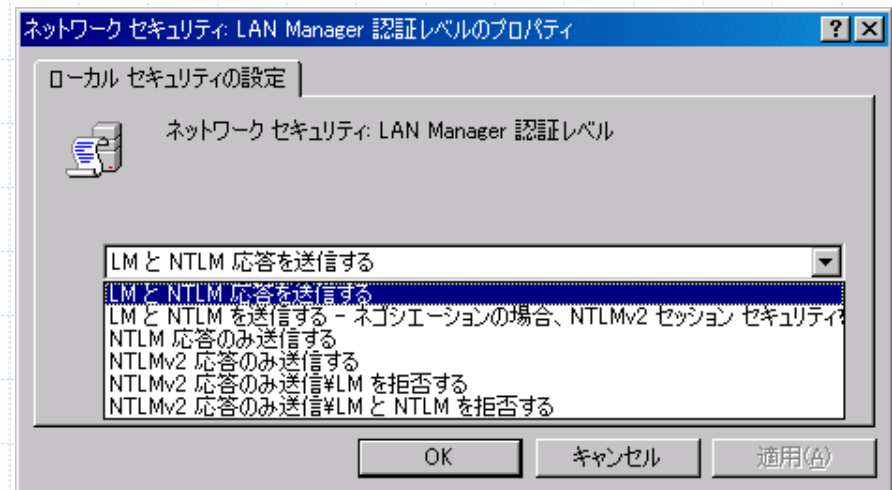 ネットワーク セキュリティ: LAN Manager 認証レベルのプロパティ
ローカル セキュリティの設定
ネットワーク セキュリティ: LAN Manager 認証レベル
LM と NTLM 応答を送信する
LM と NTLM 応答を送信する
LM と NTLM を送信する - ネゴシエーションの場合、NTLMv2 セッション セキュリティ
NTLM 応答のみ送信する
NTLMv2 応答のみ送信する
NTLMv2 応答のみ送信¥LM を拒否する
NTLMv2 応答のみ送信¥LM と NTLM を拒否する
OK キャンセル 適用(A)